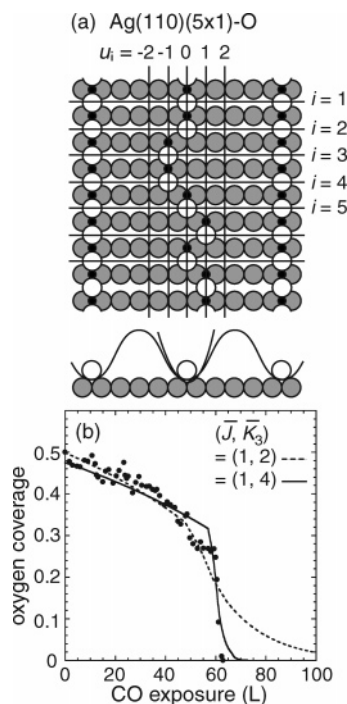 (a) Ag(110)(5x1)-O
uᵢ = -2 -1 0 1 2
i = 1
i = 2
i = 3
i = 4
i = 5
(b)
(J̅, K̅₃)
= (1, 2)
= (1, 4)
oxygen coverage
0.5
0.4
0.3
0.2
0.1
0
0 20 40 60 80 100
CO exposure (L)